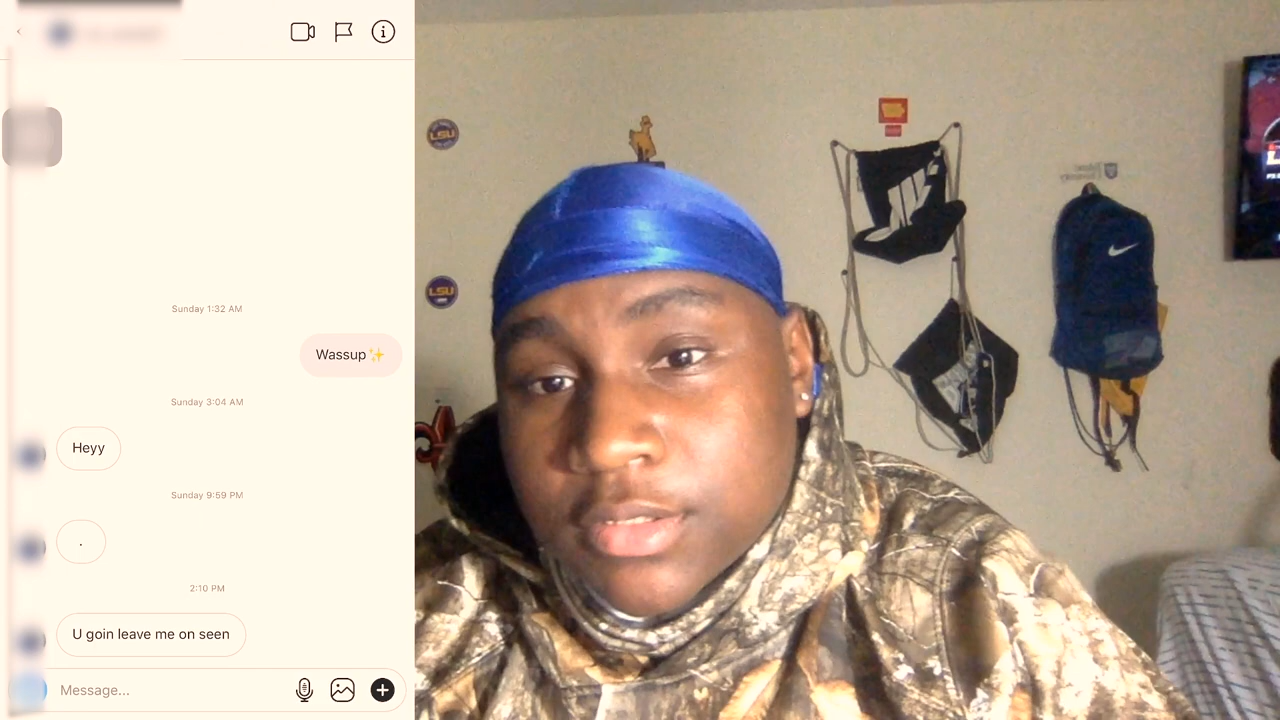 Sunday 1:32 AM
Wassup✨
Sunday 3:04 AM
Heyy
Sunday 9:59 PM
.
2:10 PM
U goin leave me on seen
Message...
LSU
LSU